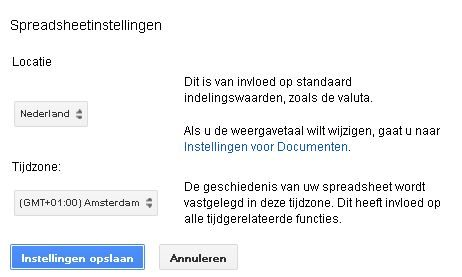 Spreadsheetinstellingen
Locatie
Nederland
Dit is van invloed op standaard
indelingswaarden, zoals de valuta.
Als u de weergavetaal wilt wijzigen, gaat u naar
Instellingen voor Documenten.
Tijdzone:
(GMT+01:00) Amsterdam
De geschiedenis van uw spreadsheet wordt
vastgelegd in deze tijdzone. Dit heeft invloed op
alle tijdgerelateerde functies.
Instellingen opslaan
Annuleren